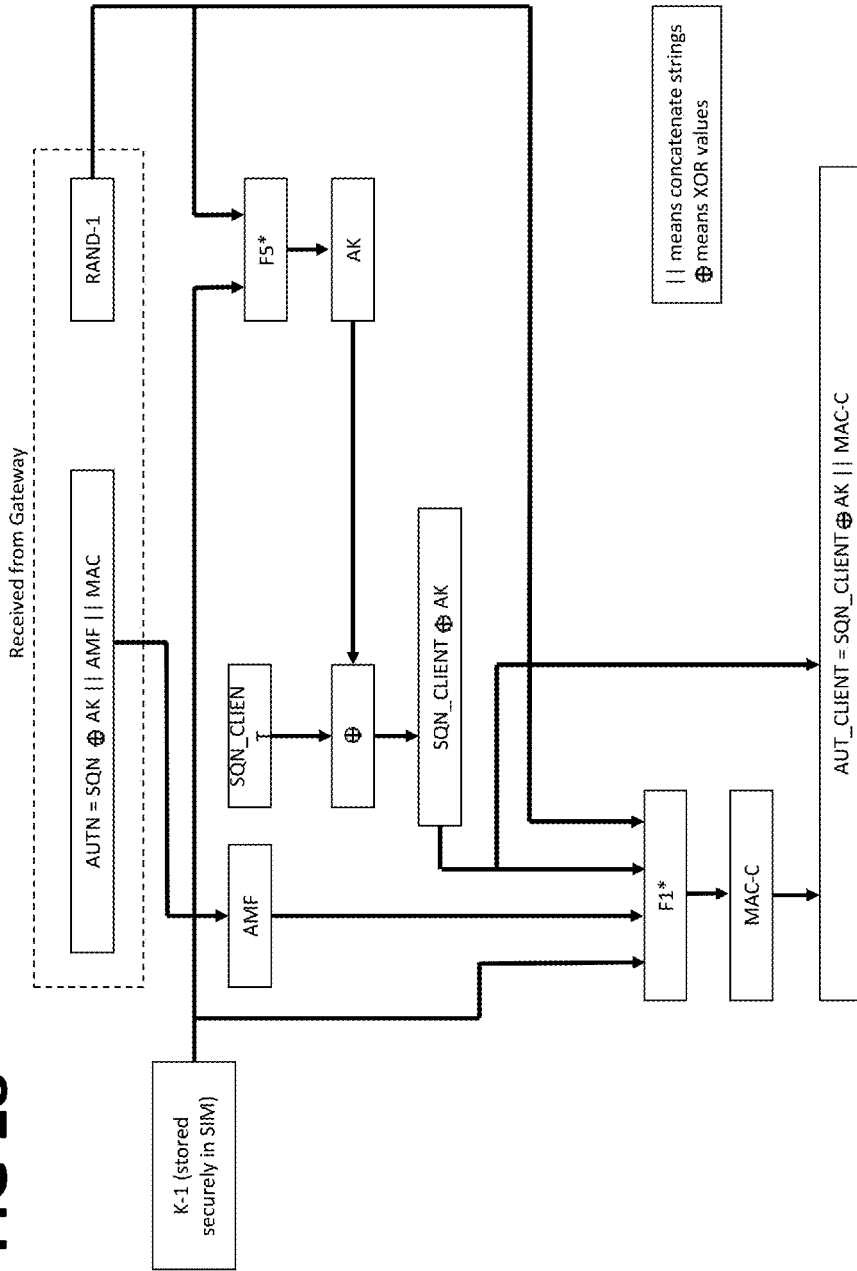 Received from Gateway
AUTN = SQN ⊕ AK || AMF || MAC
RAND-1
K-1 (stored
securely in SIM)
AMF
SQN_CLIEN
T
F5*
⊕
AK
SQN_CLIENT ⊕ AK
F1*
MAC-C
|| means concatenate strings
⊕ means XOR values
AUT_CLIENT = SQN_CLIENT ⊕ AK || MAC-C